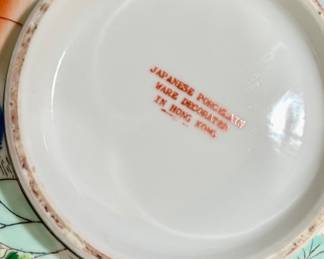 JAPANESE PORCELAIN
WARE DECORATED
IN HONG KONG